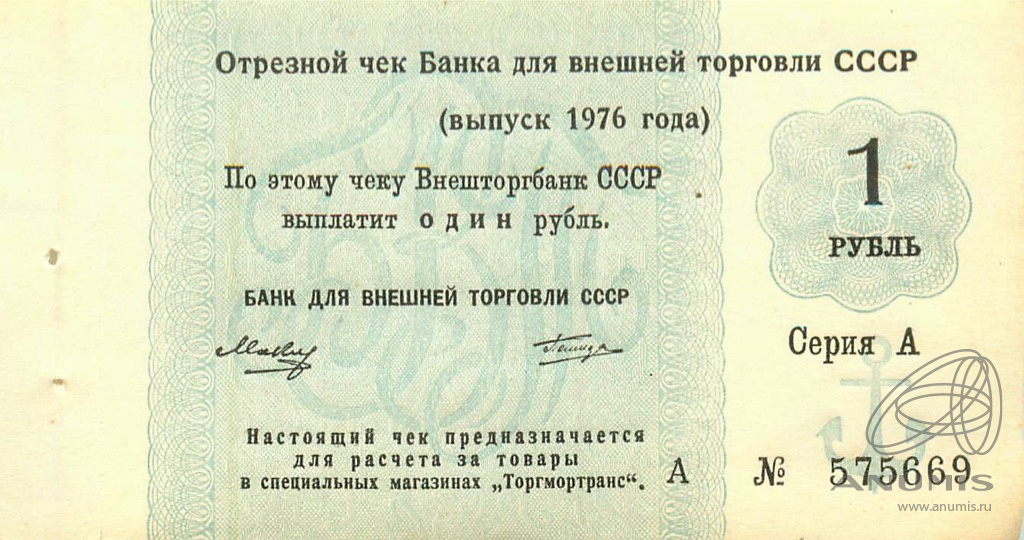 Отрезной чек Банка для внешней торговли СССР
(выпуск 1976 года)
По этому чеку Внешторгбанк СССР
выплатит один рубль.
1
РУБЛЬ
БАНК ДЛЯ ВНЕШНЕЙ ТОРГОВЛИ СССР
Серия А
Настоящий чек предназначается
для расчета за товары
в специальных магазинах „Торгмортранс“.
А № 575669
ANUMIS
www.anumis.ru